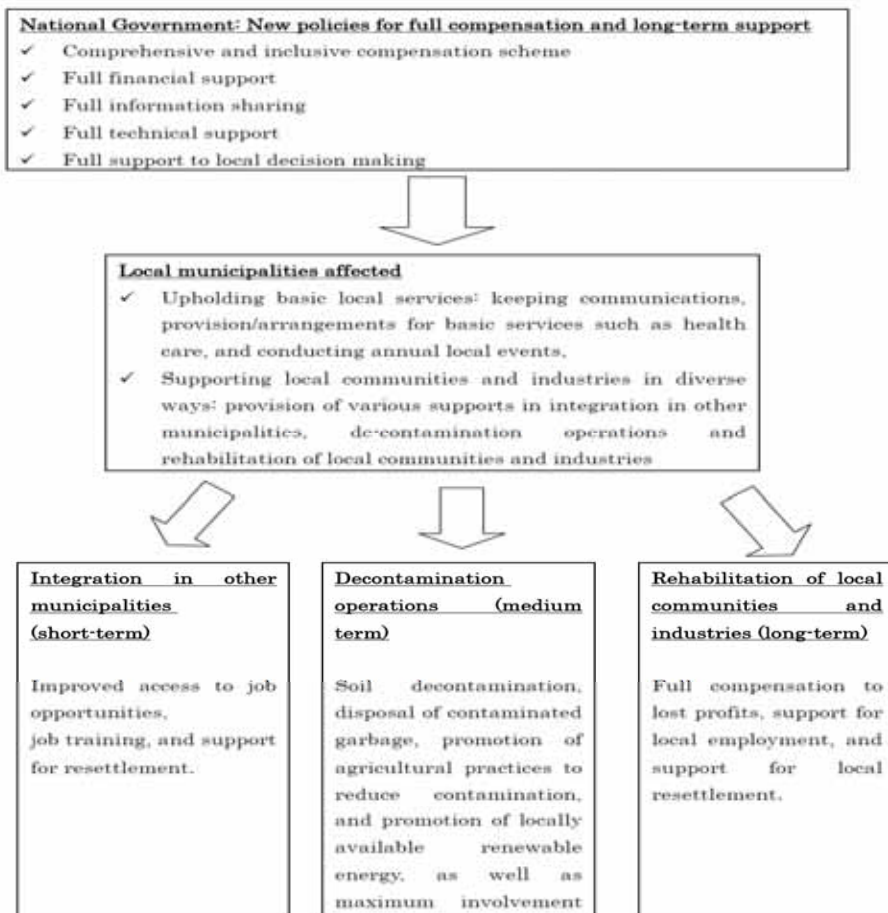 National Government: New policies for full compensation and long-term support
✓ Comprehensive and inclusive compensation scheme
✓ Full financial support
✓ Full information sharing
✓ Full technical support
✓ Full support to local decision making
Local municipalities affected
✓ Upholding basic local services: keeping communications,
provision/arrangements for basic services such as health
care, and conducting annual local events,
✓ Supporting local communities and industries in diverse
ways: provision of various supports in integration in other
municipalities, de-contamination operations and
rehabilitation of local communities and industries
Integration in other
municipalities
(short-term)
Improved access to job
opportunities,
job training, and support
for resettlement.
Decontamination
operations (medium
term)
Soil decontamination,
disposal of contaminated
garbage, promotion of
agricultural practices to
reduce contamination,
and promotion of locally
available renewable
energy, as well as
maximum involvement
Rehabilitation of local
communities and
industries (long-term)
Full compensation to
lost profits, support for
local employment, and
support for local
resettlement.